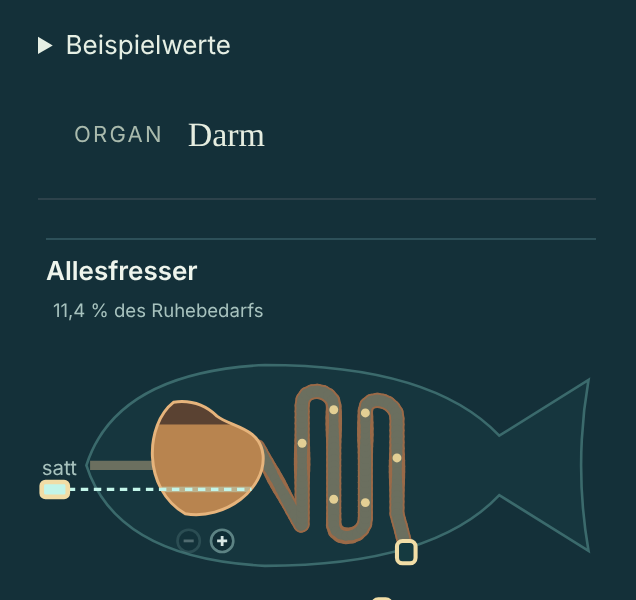 Beispielwerte
ORGAN Darm
Allesfresser
11,4 % des Ruhebedarfs
satt